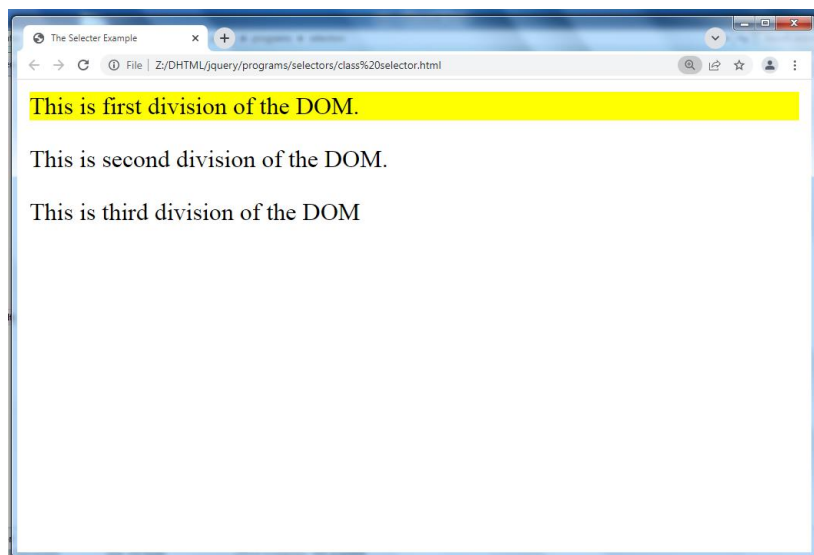 The Selecter Example
File | Z:/DHTML/jquery/programs/selectors/class%20selector.html
This is first division of the DOM.
This is second division of the DOM.
This is third division of the DOM